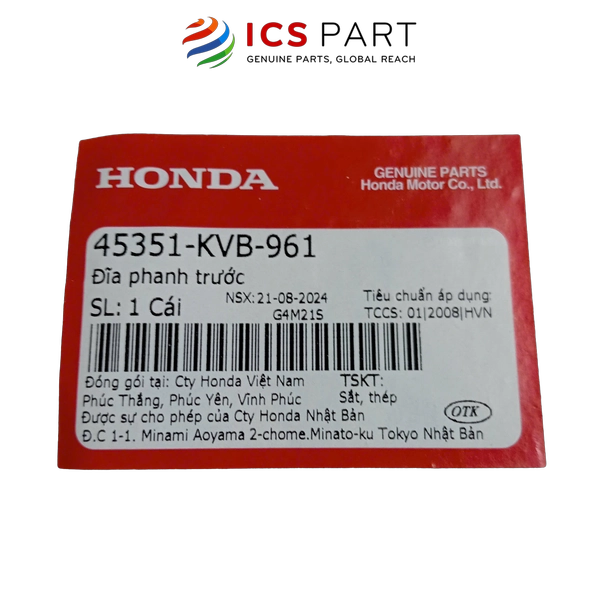 ICS PART
GENUINE PARTS, GLOBAL REACH
HONDA
GENUINE PARTS
Honda Motor Co., Ltd.
45351-KVB-961
Đĩa phanh trước
SL: 1 Cái
NSX:21-08-2024
G4M21S
Tiêu chuẩn áp dụng:
TCCS: 01|2008|HVN
Đóng gói tại: Cty Honda Việt Nam
Phúc Thắng, Phúc Yên, Vĩnh Phúc
TSKT:
Sắt, thép
Được sự cho phép của Cty Honda Nhật Bản
Đ.C 1-1. Minami Aoyama 2-chome.Minato-ku Tokyo Nhật Bản
OTK